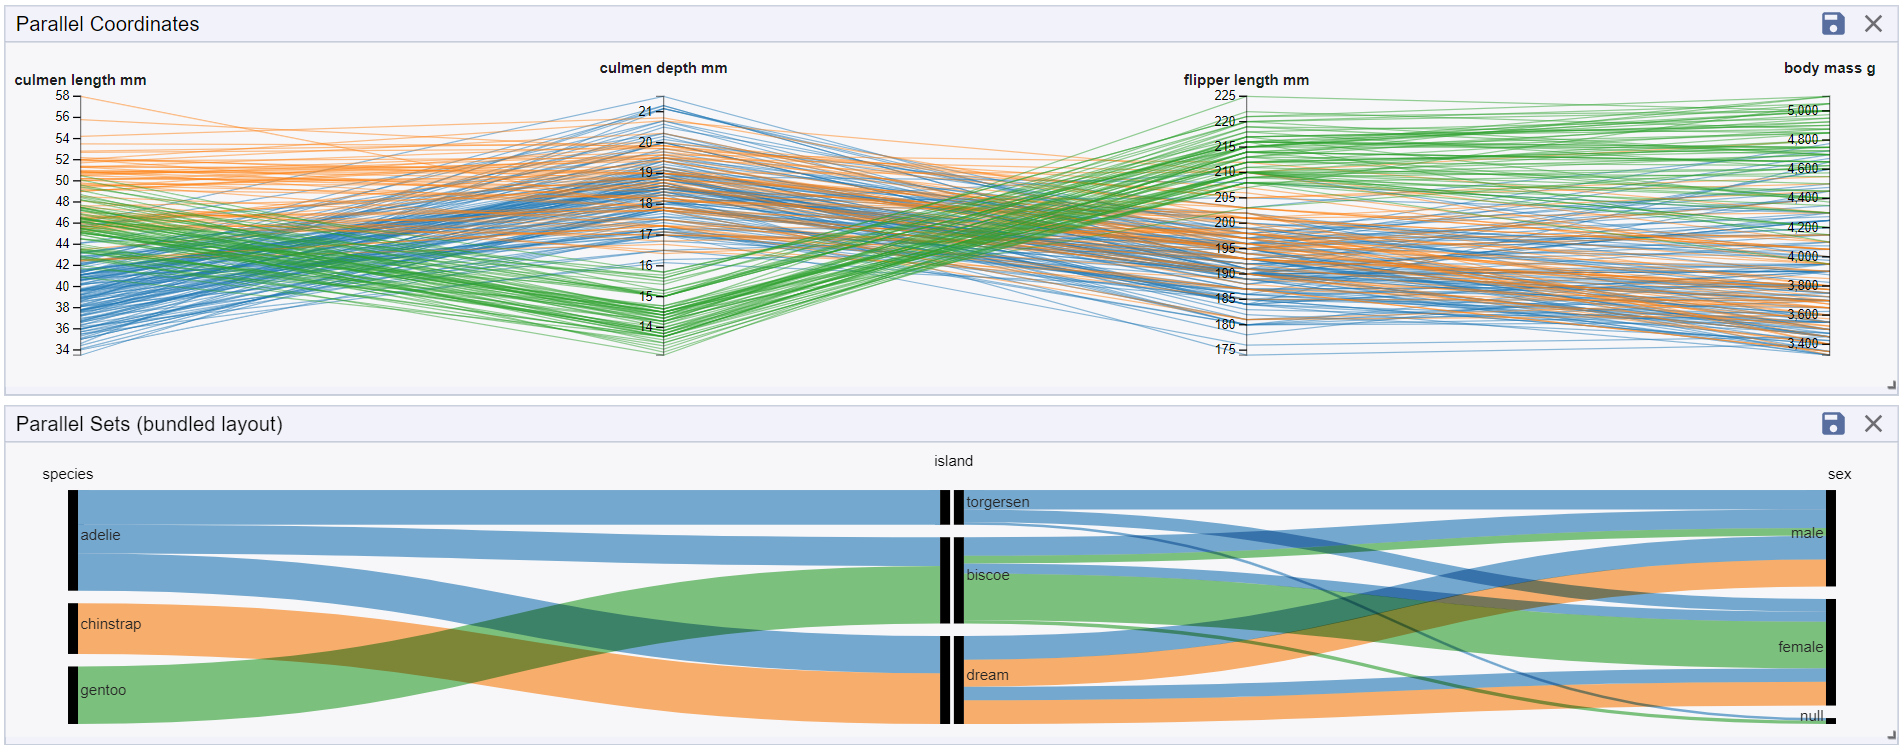 Parallel Coordinates
culmen length mm
culmen depth mm
flipper length mm
body mass g
58
56
54
52
50
48
46
44
42
40
38
36
34
21
20
19
18
17
16
15
14
225
220
215
210
205
200
195
190
185
180
175
5,000
4,800
4,600
4,400
4,200
4,000
3,800
3,600
3,400
Parallel Sets (bundled layout)
species
island
sex
adelie
chinstrap
gentoo
torgersen
biscoe
dream
male
female
null